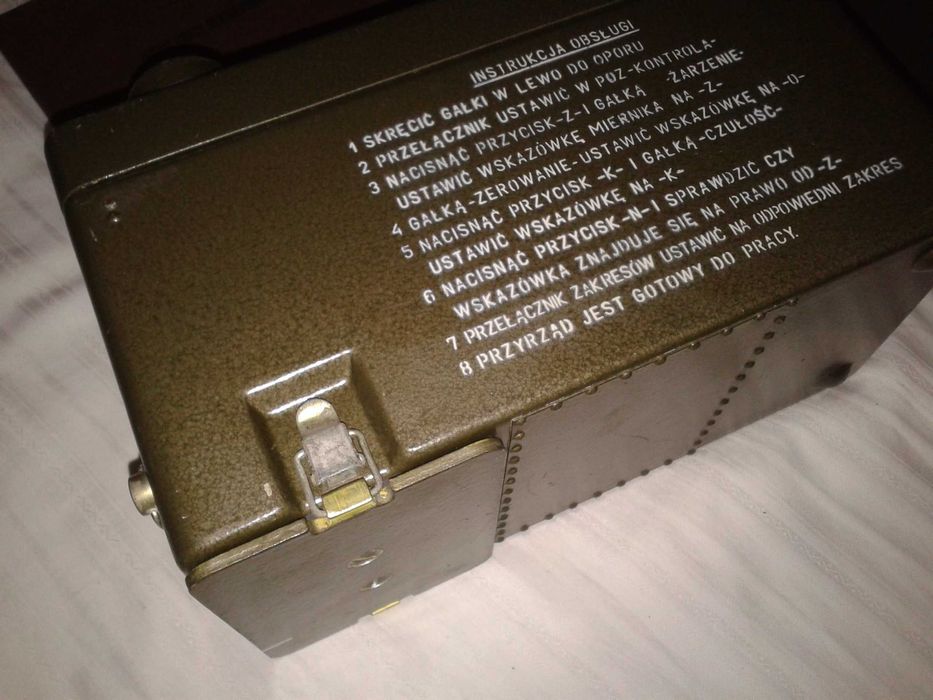 INSTRUKCJA OBSŁUGI
1 SKRĘCIĆ GAŁKI W LEWO DO OPORU
2 PRZEŁĄCZNIK USTAWIĆ W POZ-KONTROLA-
3 NACISNĄĆ PRZYCISK-Z-I GAŁKĄ -ŻARZENIE-
USTAWIĆ WSKAZÓWKĘ MIERNIKA NA -Z-
4 GAŁKĄ-ZEROWANIE-USTAWIĆ WSKAZÓWKĘ NA -0-
5 NACISNĄĆ PRZYCISK -K- I GAŁKĄ -CZUŁOŚĆ-
USTAWIĆ WSKAZÓWKĘ NA -K-
6 NACISNĄĆ PRZYCISK-N-I SPRAWDZIĆ CZY
WSKAZÓWKA ZNAJDUJE SIĘ NA PRAWO OD -Z-
7 PRZEŁĄCZNIK ZAKRESÓW USTAWIĆ NA ODPOWIEDNI ZAKRES
8 PRZYRZĄD JEST GOTOWY DO PRACY.